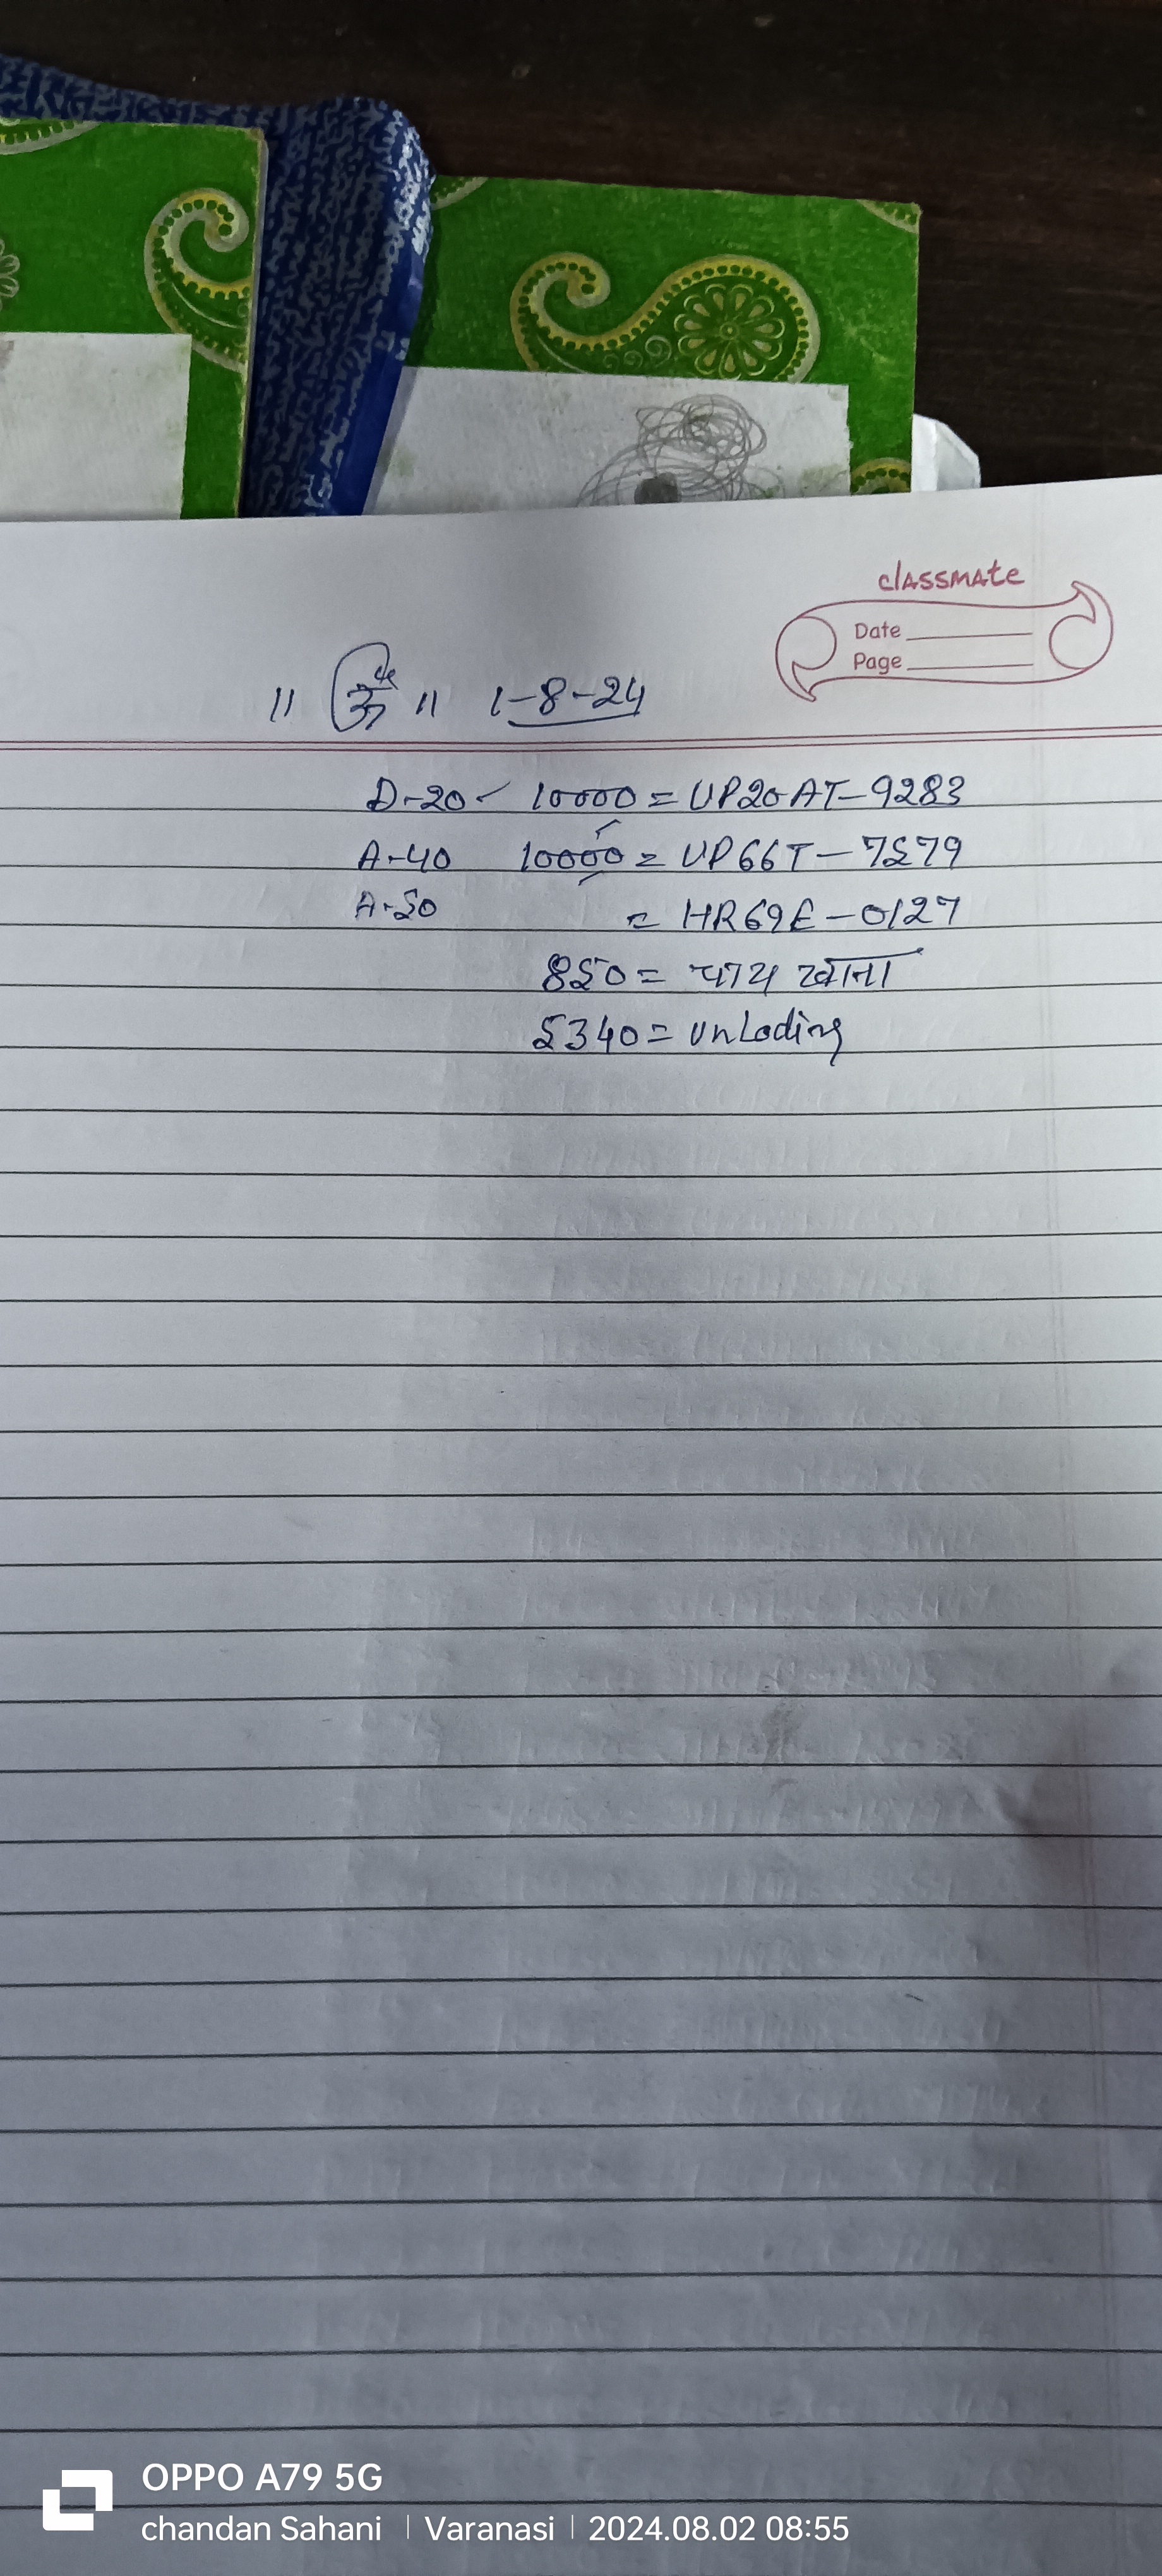 classmate
Date
Page
॥ ॐ ॥ 1-8-24
D-20 ✓ 10000 = UP20AT-9283
A-40 10000 = UP66T-7579
A-50 = HR69E-0127
850 = चाय खाना
5340 = unLoding
OPPO A79 5G
chandan Sahani | Varanasi | 2024.08.02 08:55